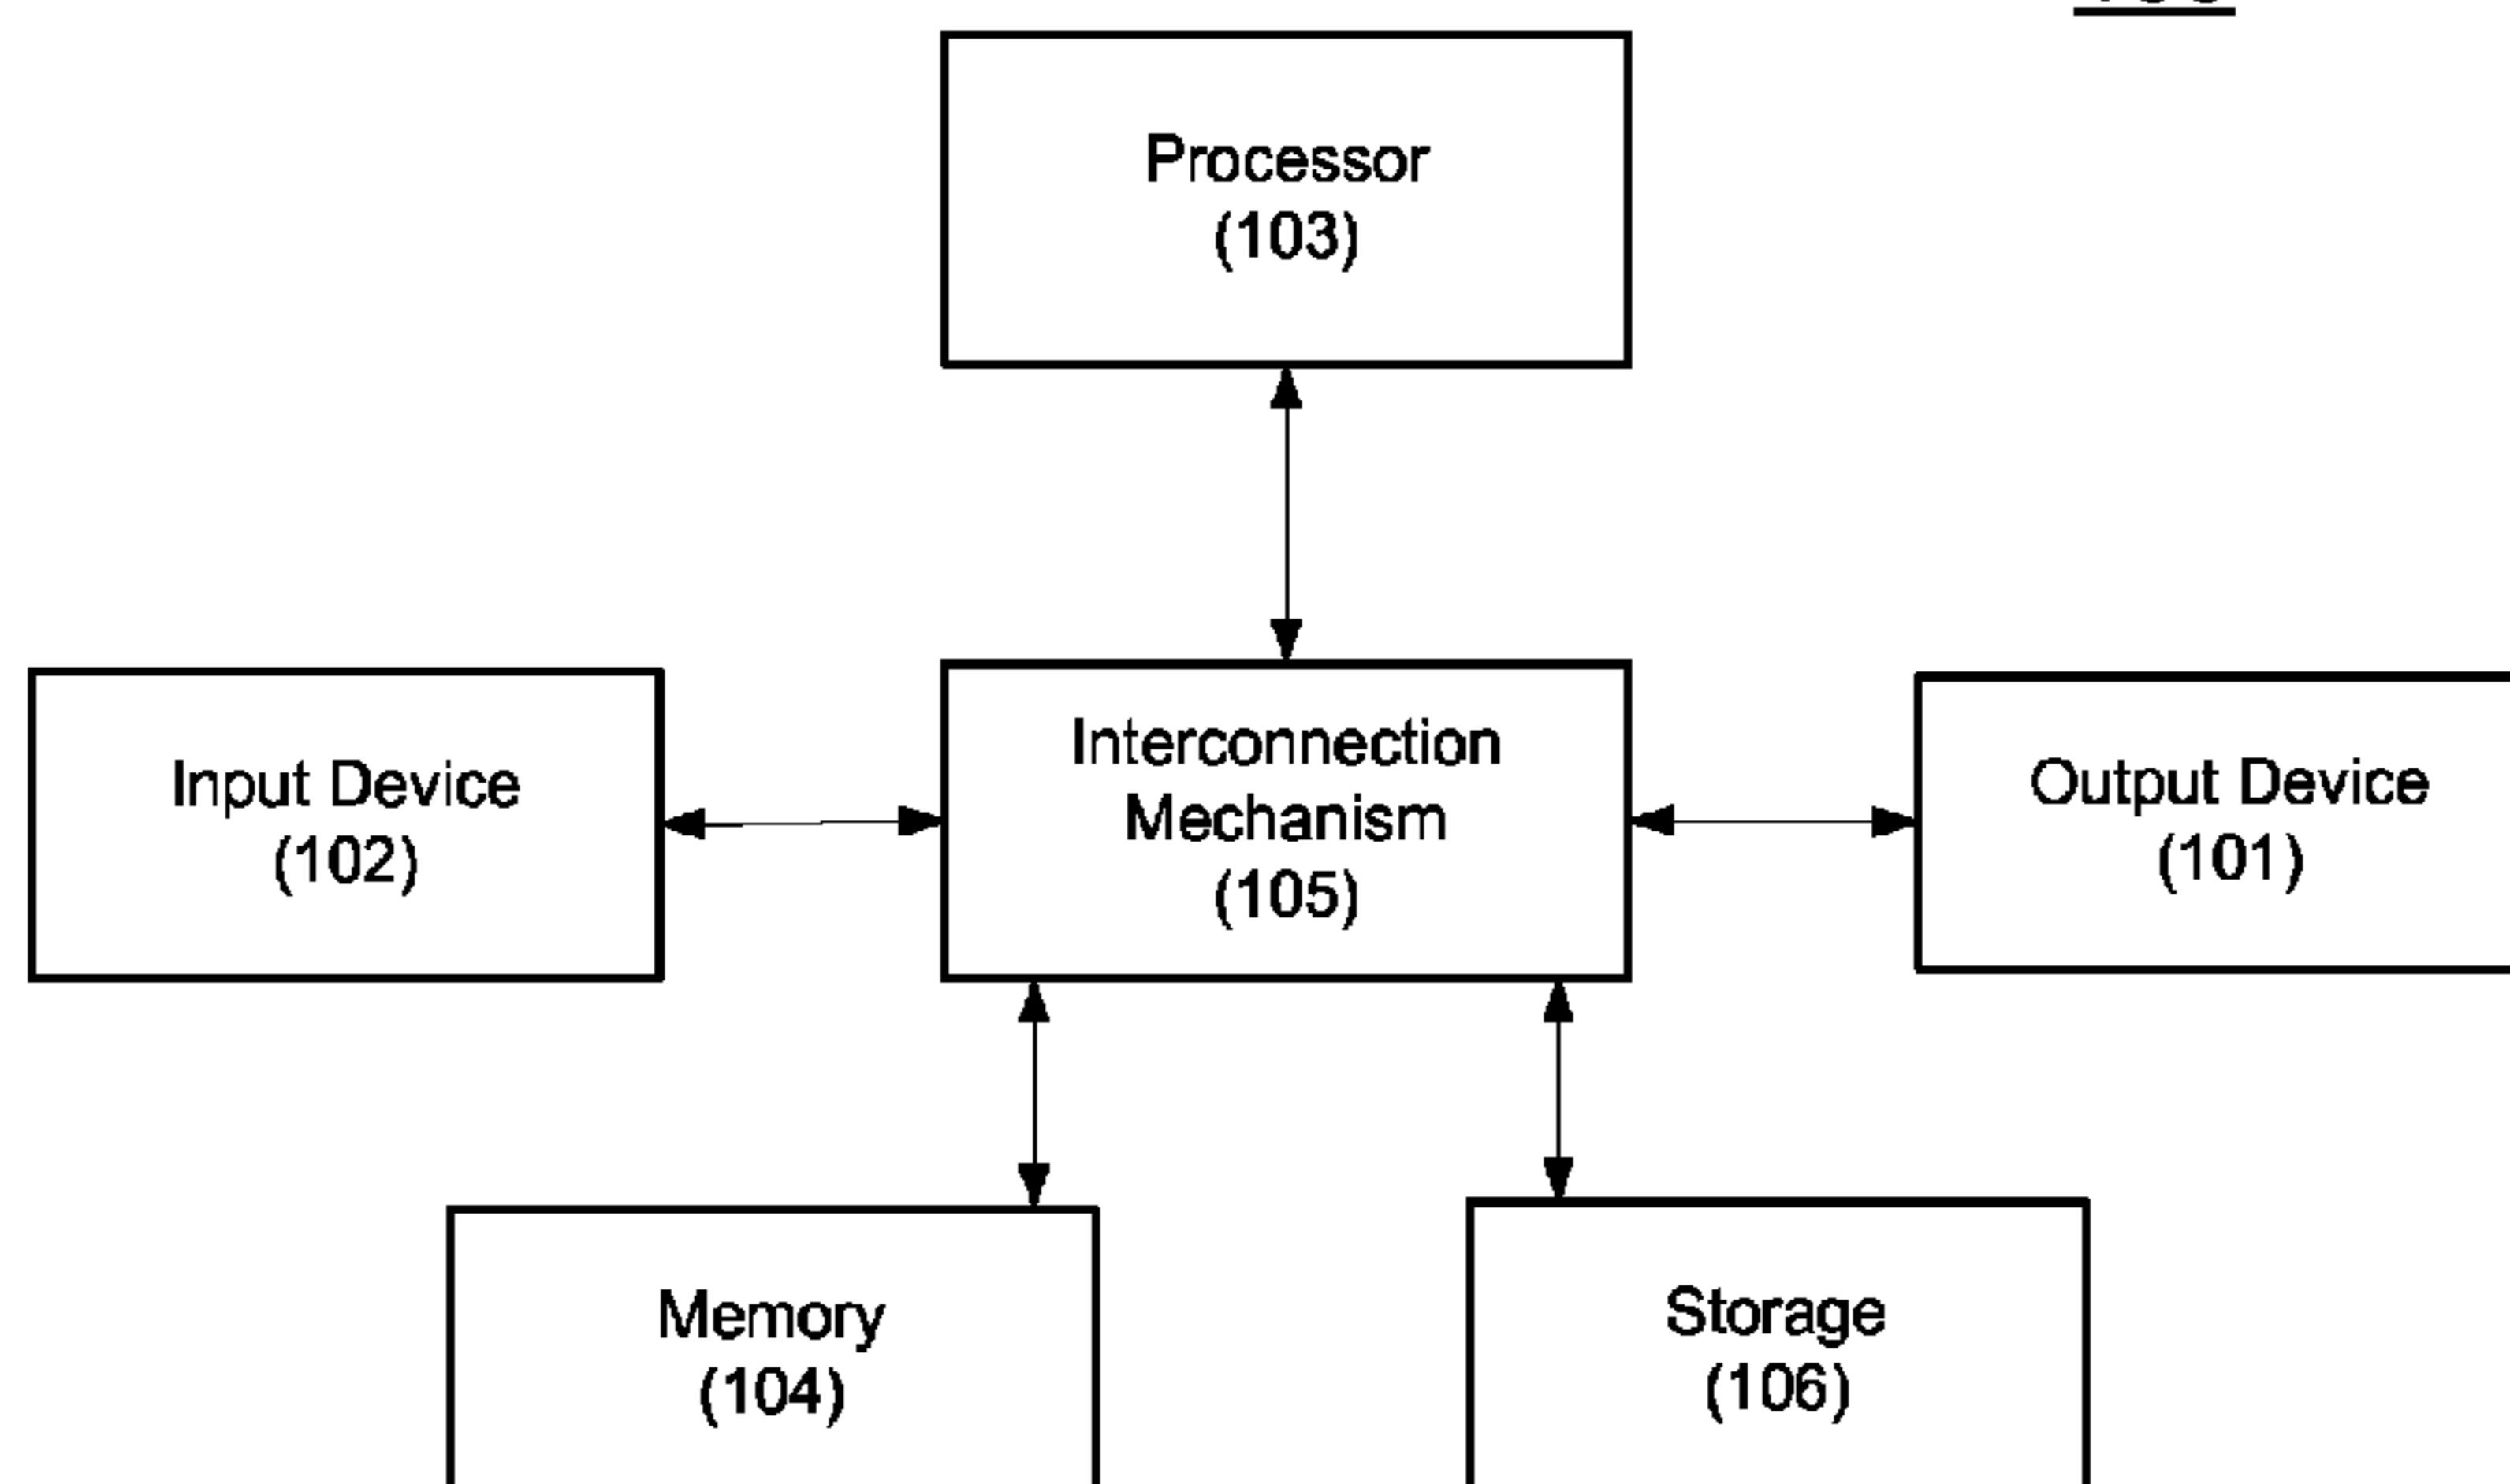 Processor
(103)
Input Device
(102)
Interconnection
Mechanism
(105)
Output Device
(101)
Memory
(104)
Storage
(106)